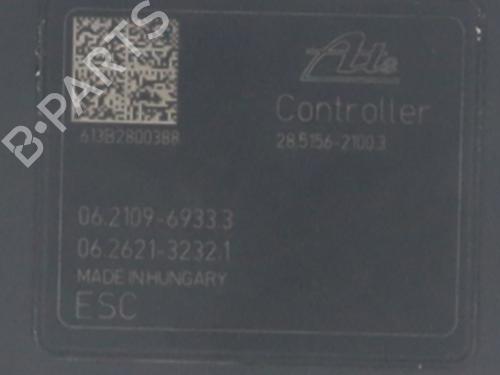 Ate
Controller
613B2800388
28.5156-2100.3
06.2109-6933.3
06.2621-3232.1
MADE IN HUNGARY
ESC
B-PARTS